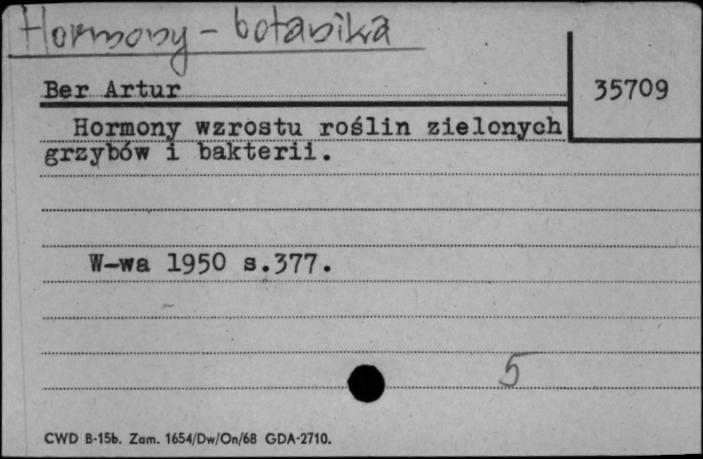 Hormony - botanika
Ber Artur
35709
Hormony wzrostu roślin zielonych
grzybów i bakterii.
W-wa 1950 s.377.
5
CWD B-15b. Zam. 1654/Dw/On/68 GDA-2710.